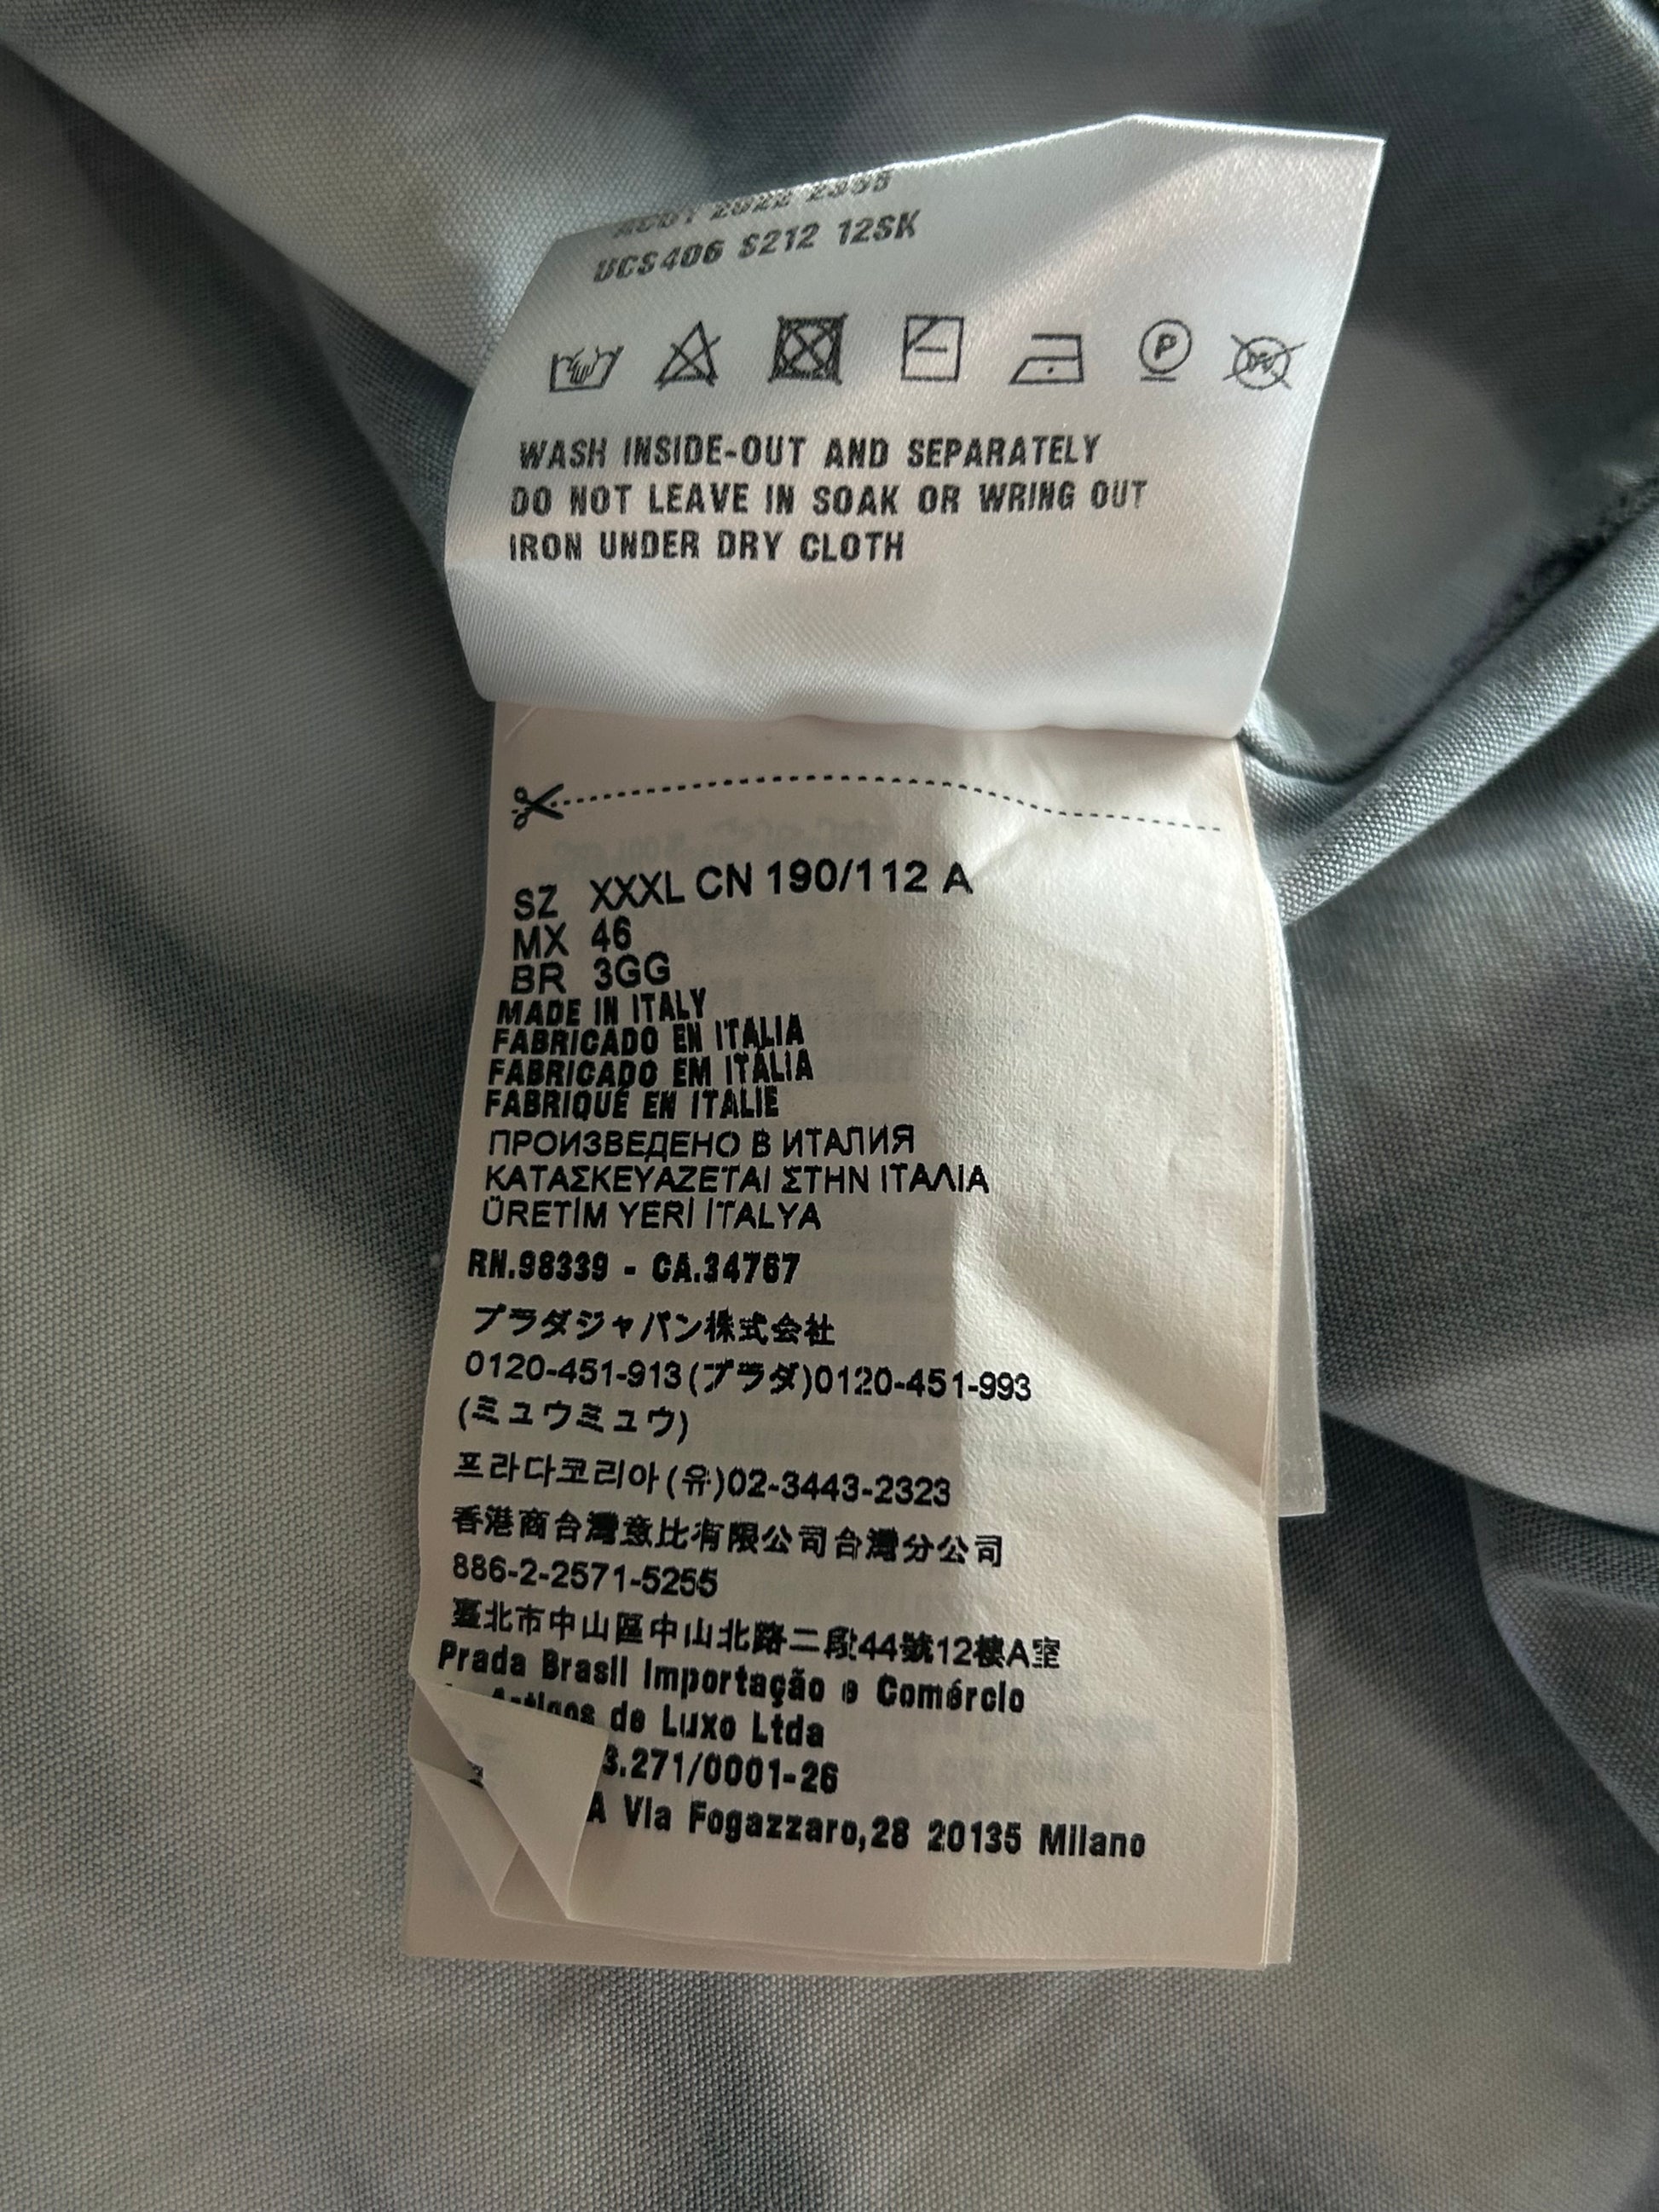 UCS406 S212 12SK
P
W
WASH INSIDE-OUT AND SEPARATELY
DO NOT LEAVE IN SOAK OR WRING OUT
IRON UNDER DRY CLOTH
SZ XXXL CN 190/112 A
MX 46
BR 3GG
MADE IN ITALY
FABRICADO EN ITALIA
FABRICADO EM ITÁLIA
FABRIQUÉ EN ITALIE
ПРОИЗВЕДЕНО В ИТАЛИЯ
ΚΑΤΑΣΚΕΥΑΖΕΤΑΙ ΣΤΗΝ ΙΤΑΛΙΑ
ÜRETİM YERİ İTALYA
RN.98339 - CA.34767
プラダジャパン株式会社
0120-451-913(プラダ)0120-451-993
(ミュウミュウ)
프라다코리아(유)02-3443-2323
香港商台灣意比有限公司台灣分公司
886-2-2571-5255
臺北市中山區中山北路二段44號12樓A室
Prada Brasil Importação e Comércio
Artigos de Luxo Ltda
3.271/0001-26
A Via Fogazzaro,28 20135 Milano